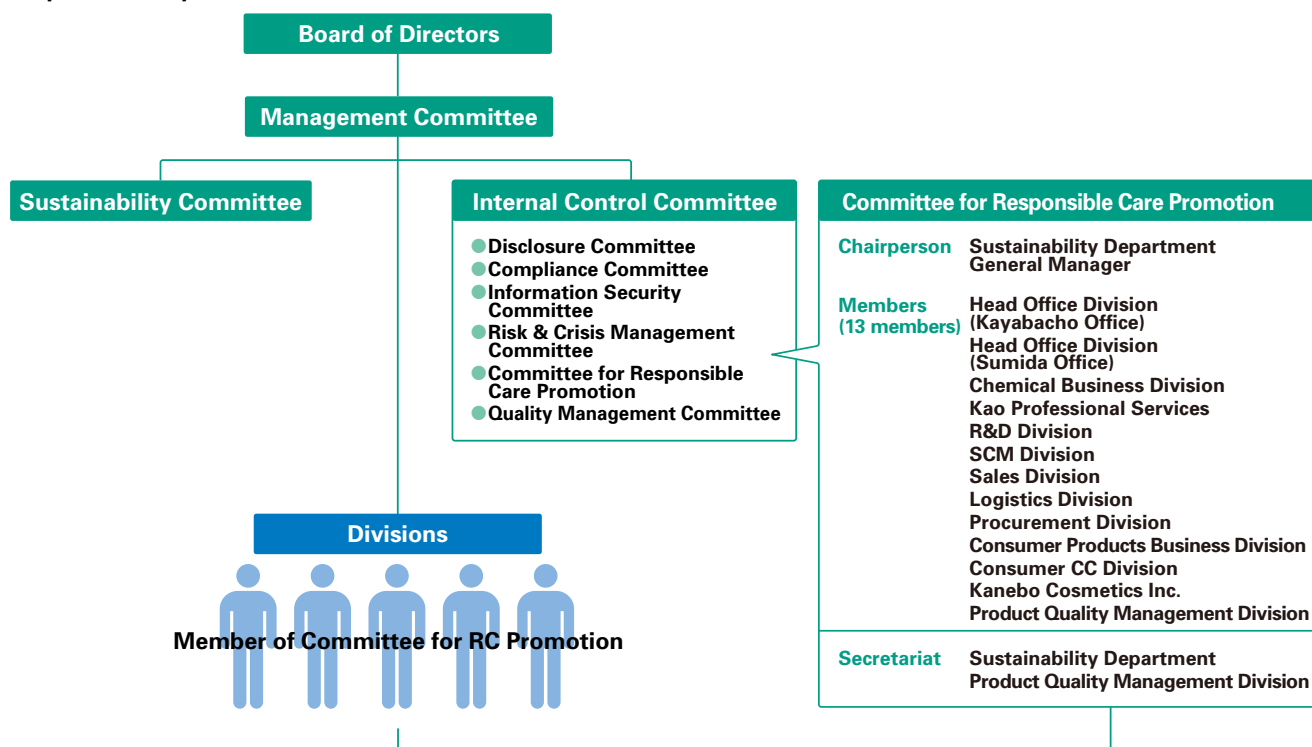 Board of Directors
Management Committee
Sustainability Committee
Internal Control Committee
Disclosure Committee
Compliance Committee
Information Security
Committee
Risk & Crisis Management
Committee
Committee for Responsible
Care Promotion
Quality Management Committee
Committee for Responsible Care Promotion
Chairperson
Sustainability Department
General Manager
Members
(13 members)
Head Office Division
(Kayabacho Office)
Head Office Division
(Sumida Office)
Chemical Business Division
Kao Professional Services
R&D Division
SCM Division
Sales Division
Logistics Division
Procurement Division
Consumer Products Business Division
Consumer CC Division
Kanebo Cosmetics Inc.
Product Quality Management Division
Secretariat
Sustainability Department
Product Quality Management Division
Divisions
Member of Committee for RC Promotion